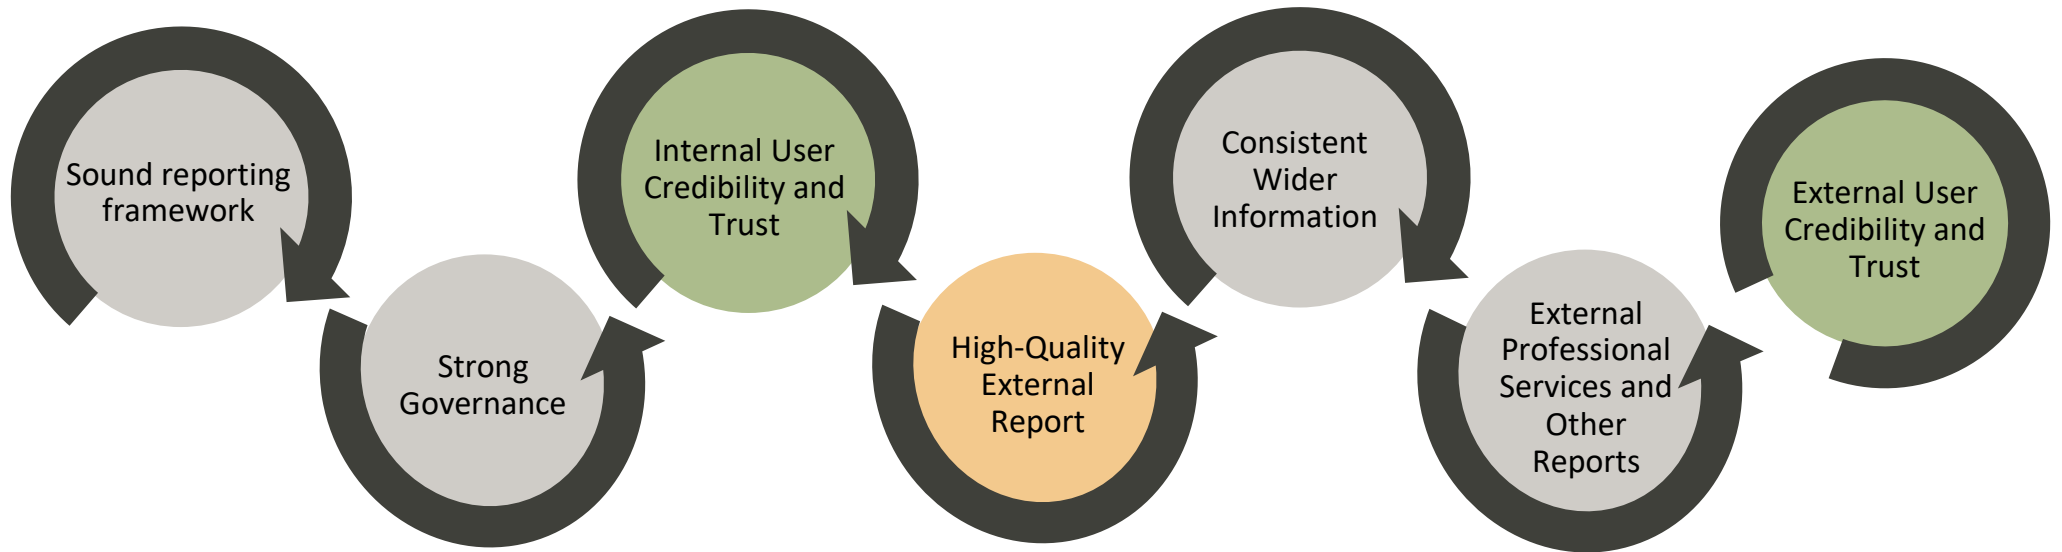 Sound reporting
framework
Strong
Governance
Internal User
Credibility and
Trust
High-Quality
External
Report
Consistent
Wider
Information
External
Professional
Services and
Other
Reports
External User
Credibility and
Trust